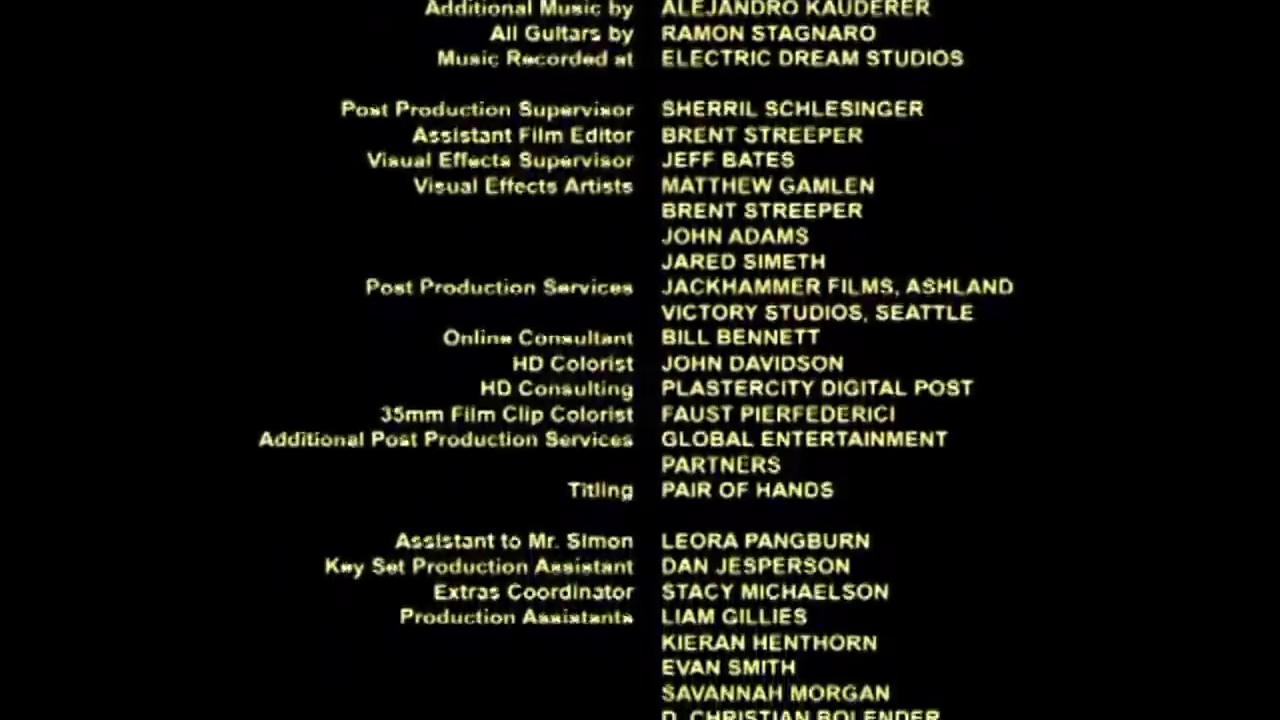 Additional Music by ALEJANDRO KAUDERER
All Guitars by RAMON STAGNARO
Music Recorded at ELECTRIC DREAM STUDIOS
Post Production Supervisor SHERRIL SCHLESINGER
Assistant Film Editor BRENT STREEPER
Visual Effects Supervisor JEFF BATES
Visual Effects Artists MATTHEW GAMLEN
BRENT STREEPER
JOHN ADAMS
JARED SIMETH
Post Production Services JACKHAMMER FILMS, ASHLAND
VICTORY STUDIOS, SEATTLE
Online Consultant BILL BENNETT
HD Colorist JOHN DAVIDSON
HD Consulting PLASTERCITY DIGITAL POST
35mm Film Clip Colorist FAUST PIERFEDERICI
Additional Post Production Services GLOBAL ENTERTAINMENT
PARTNERS
Titling PAIR OF HANDS
Assistant to Mr. Simon LEORA PANGBURN
Key Set Production Assistant DAN JESPERSON
Extras Coordinator STACY MICHAELSON
Production Assistants LIAM GILLIES
KIERAN HENTHORN
EVAN SMITH
SAVANNAH MORGAN
D. CHRISTIAN BOLENDER